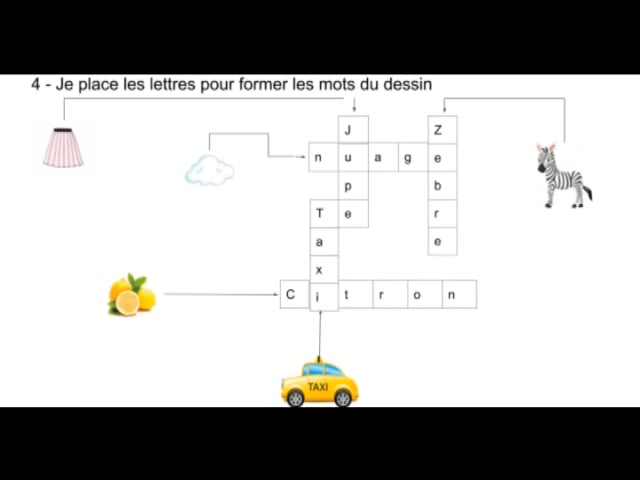 4 - Je place les lettres pour former les mots du dessin
J Z
n u a g e
p b
T e r
a e
x
C i t r o n
TAXI